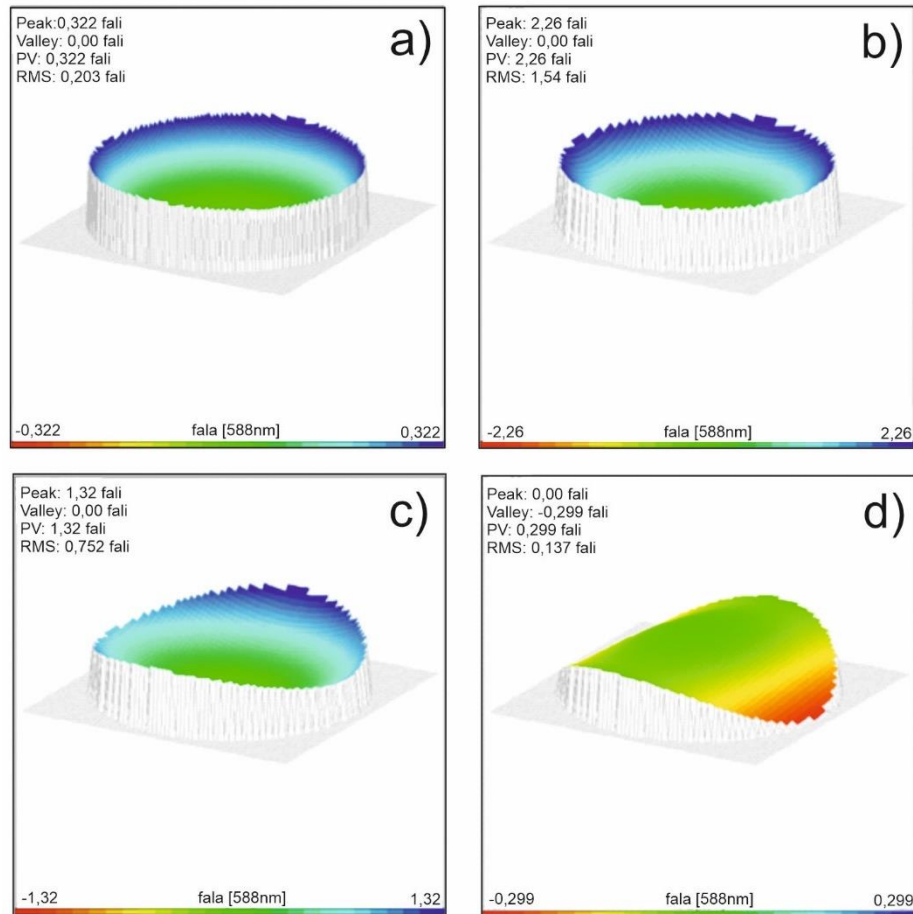 Peak:0,322 fali
Valley: 0,00 fali
PV: 0,322 fali
RMS: 0,203 fali
a)
-0,322 fala [588nm] 0,322
Peak: 2,26 fali
Valley: 0,00 fali
PV: 2,26 fali
RMS: 1,54 fali
b)
-2,26 fala [588nm] 2,26
Peak: 1,32 fali
Valley: 0,00 fali
PV: 1,32 fali
RMS: 0,752 fali
c)
-1,32 fala [588nm] 1,32
Peak: 0,00 fali
Valley: -0,299 fali
PV: 0,299 fali
RMS: 0,137 fali
d)
-0,299 fala [588nm] 0,299